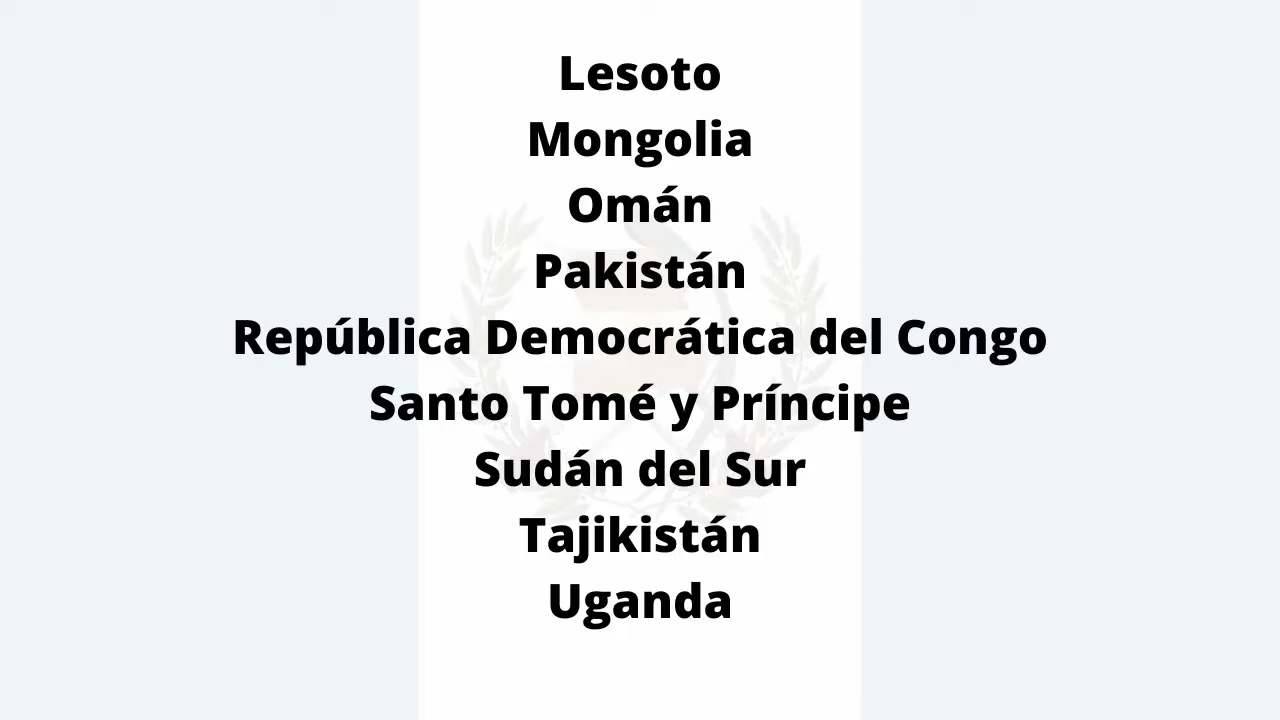 Lesoto
Mongolia
Omán
Pakistán
República Democrática del Congo
Santo Tomé y Príncipe
Sudán del Sur
Tajikistán
Uganda